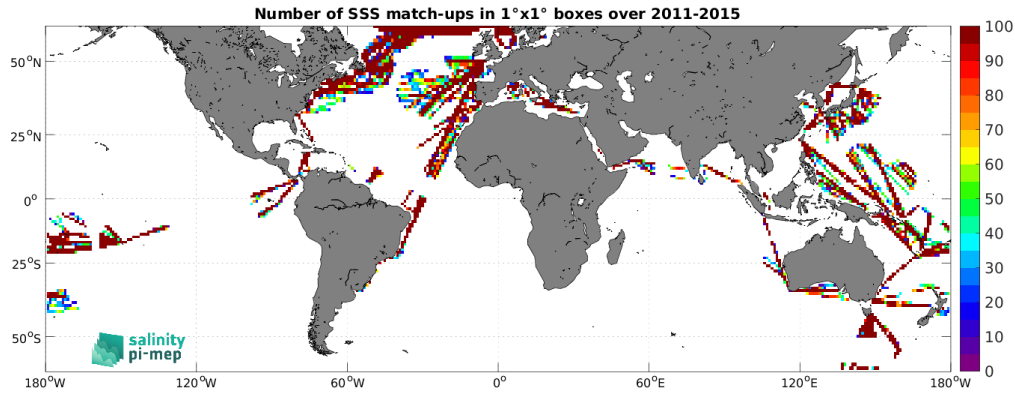 Number of SSS match-ups in 1°x1° boxes over 2011-2015
50°N
25°N
0°
25°S
50°S
180°W
120°W
60°W
0°
60°E
120°E
180°W
100
90
80
70
60
50
40
30
20
10
0
salinity
pi-mep